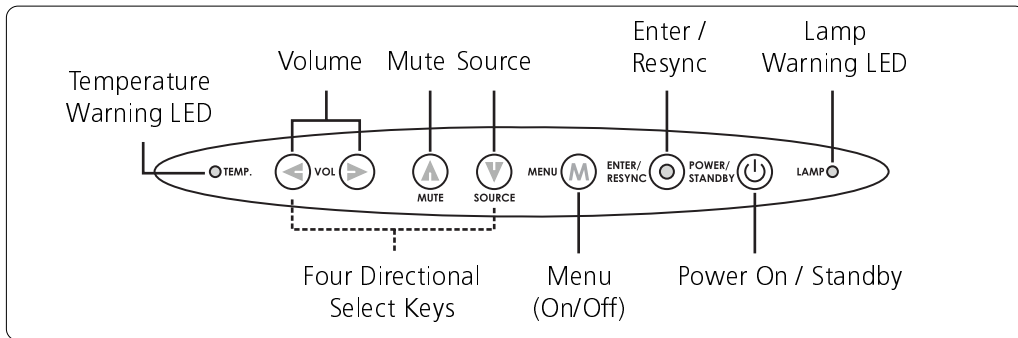 Temperature
Warning LED
Volume
Mute
Source
Enter /
Resync
Lamp
Warning LED
TEMP.
VOL
MUTE
SOURCE
MENU
M
ENTER/
RESYNC
POWER/
STANDBY
LAMP
Four Directional
Select Keys
Menu
(On/Off)
Power On / Standby